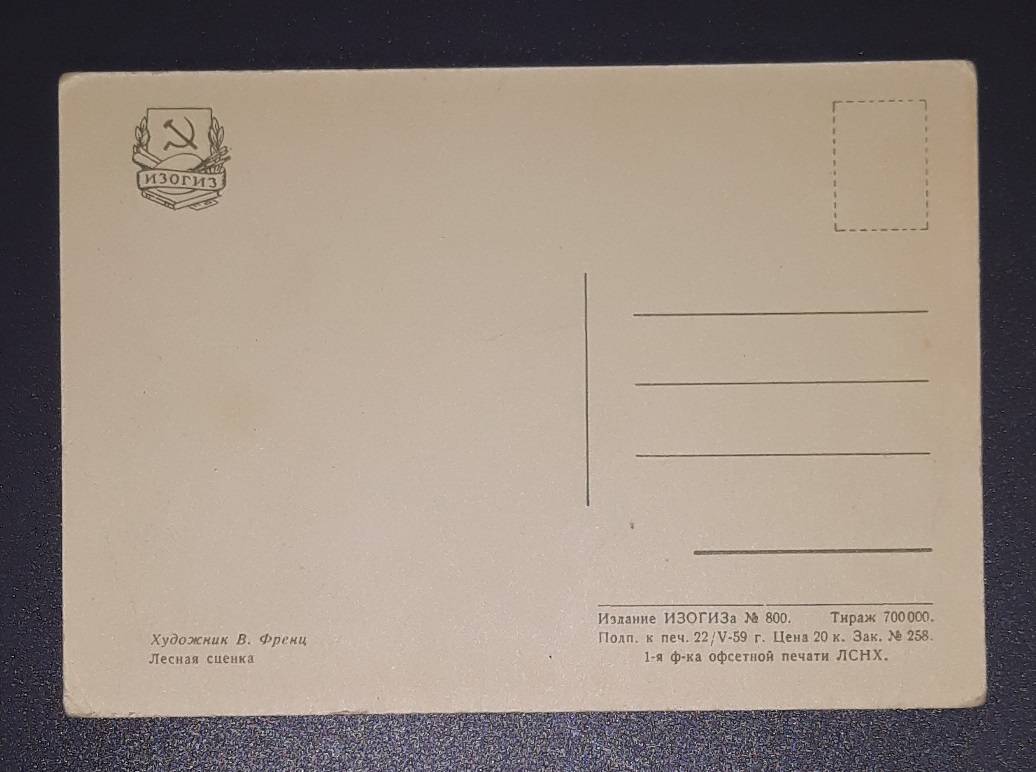 ИЗОГИЗ
Художник В. Френц
Лесная сценка
Издание ИЗОГИЗа № 800. Тираж 700 000.
Подп. к печ. 22/V-59 г. Цена 20 к. Зак. № 258.
1-я ф-ка офсетной печати ЛСНХ.